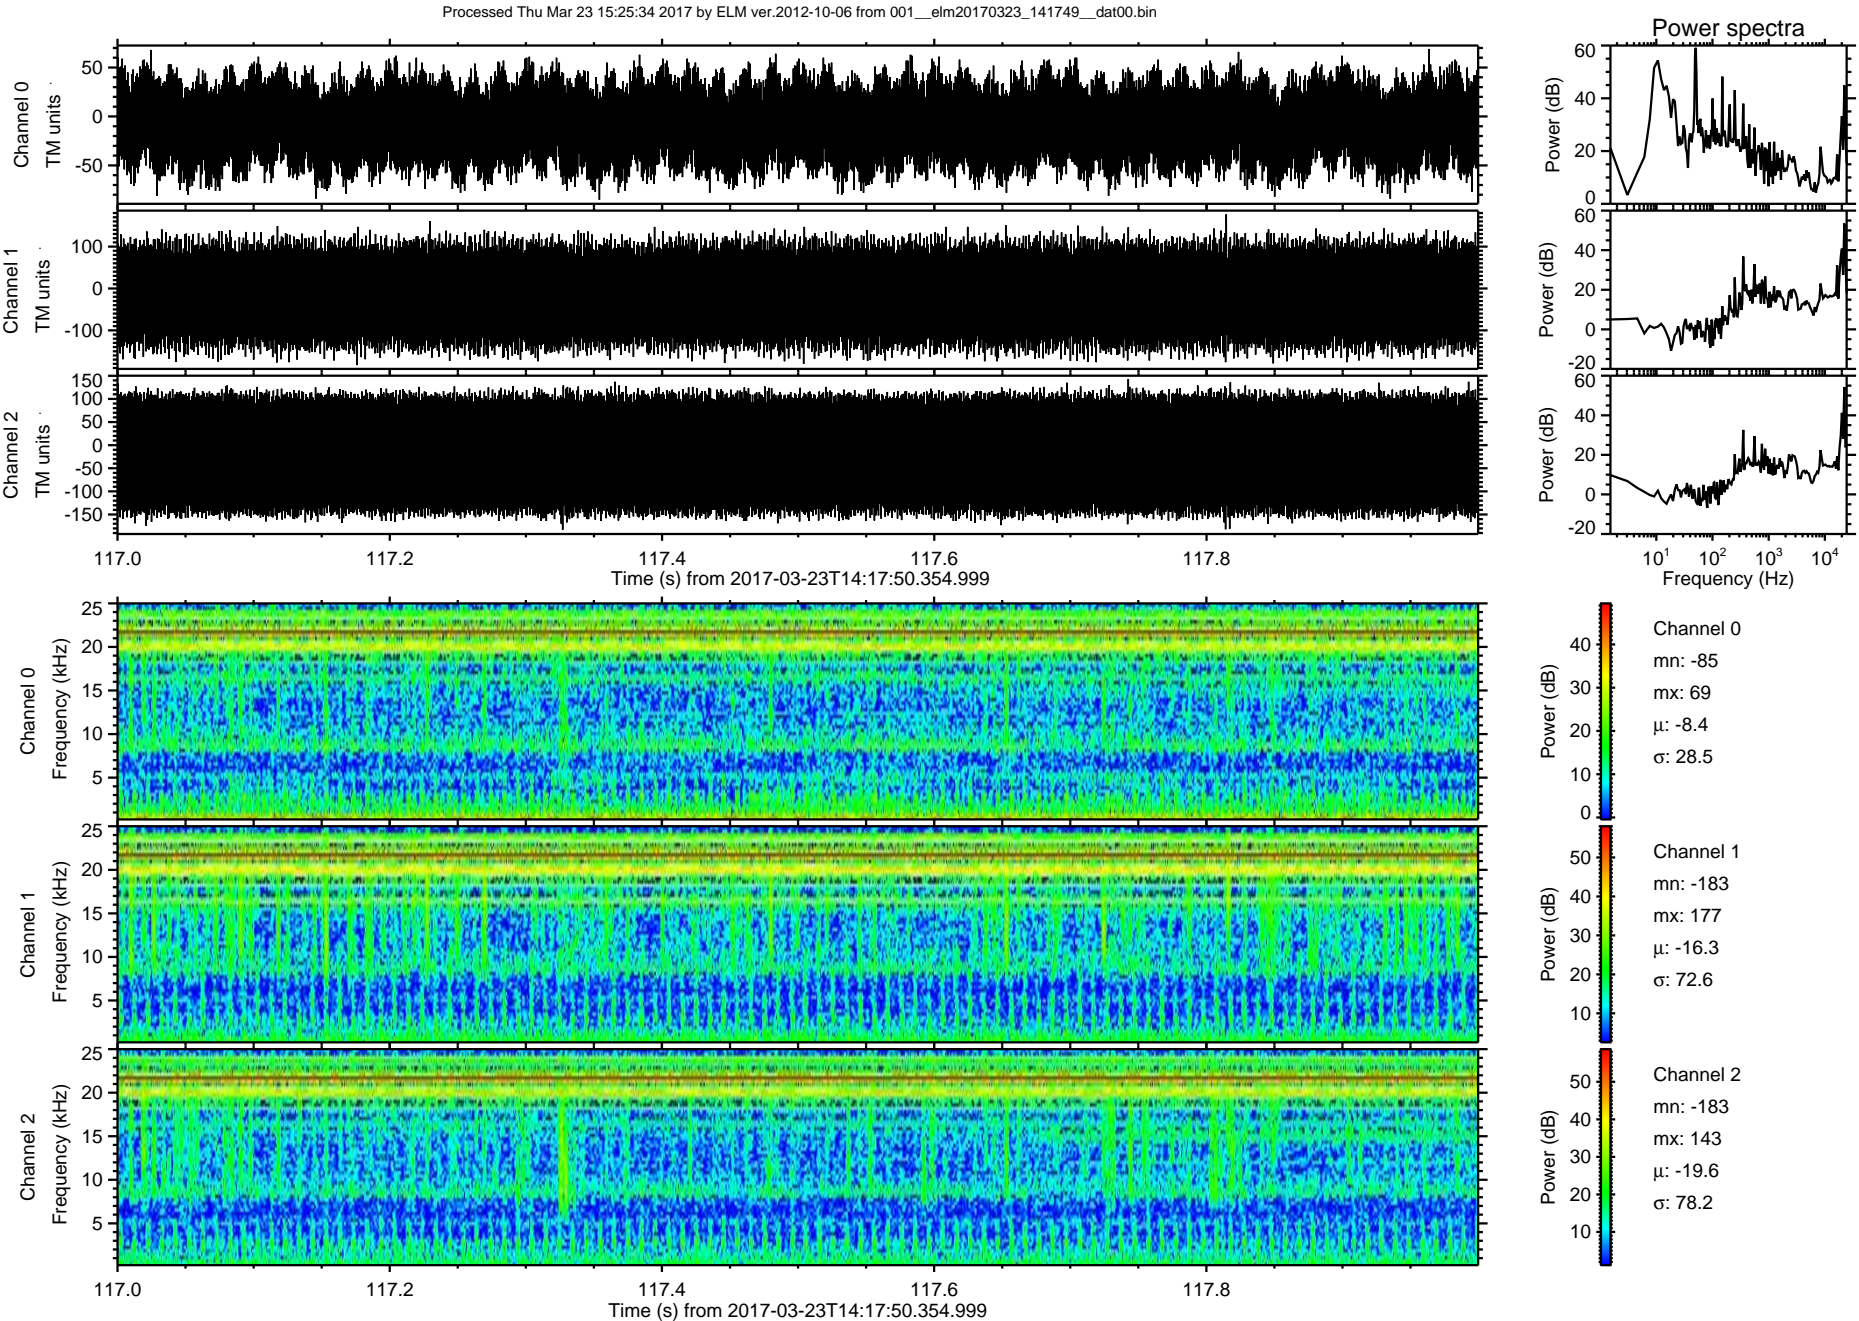 Processed Thu Mar 23 15:25:34 2017 by ELM ver.2012-10-06 from 001__elm20170323_141749__dat00.bin
Power spectra
Channel 0
TM units
50
0
-50
Power (dB)
60
40
20
0
Channel 1
TM units
100
0
-100
Power (dB)
60
40
20
0
-20
Channel 2
TM units
150
100
50
0
-50
-100
-150
Power (dB)
60
40
20
0
-20
117.0 117.2 117.4 117.6 117.8
Time (s) from 2017-03-23T14:17:50.354.999
10^1 10^2 10^3 10^4
Frequency (Hz)
Channel 0
Frequency (kHz)
25
20
15
10
5
Power (dB)
40
30
20
10
0
Channel 0
mn: -85
mx: 69
µ: -8.4
σ: 28.5
Channel 1
Frequency (kHz)
25
20
15
10
5
Power (dB)
50
40
30
20
10
Channel 1
mn: -183
mx: 177
µ: -16.3
σ: 72.6
Channel 2
Frequency (kHz)
25
20
15
10
5
Power (dB)
50
40
30
20
10
Channel 2
mn: -183
mx: 143
µ: -19.6
σ: 78.2
117.0 117.2 117.4 117.6 117.8
Time (s) from 2017-03-23T14:17:50.354.999